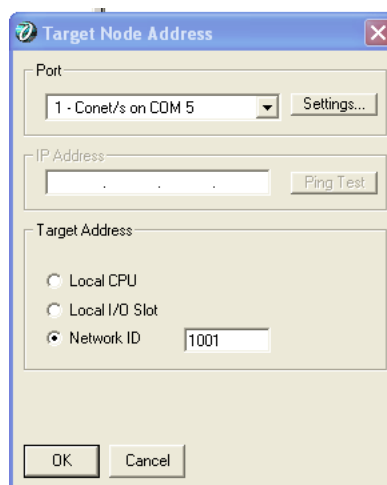 Target Node Address
Port
1 - Conet/s on COM 5
Settings...
IP Address
. . .
Ping Test
Target Address
Local CPU
Local I/O Slot
Network ID
1001
OK
Cancel